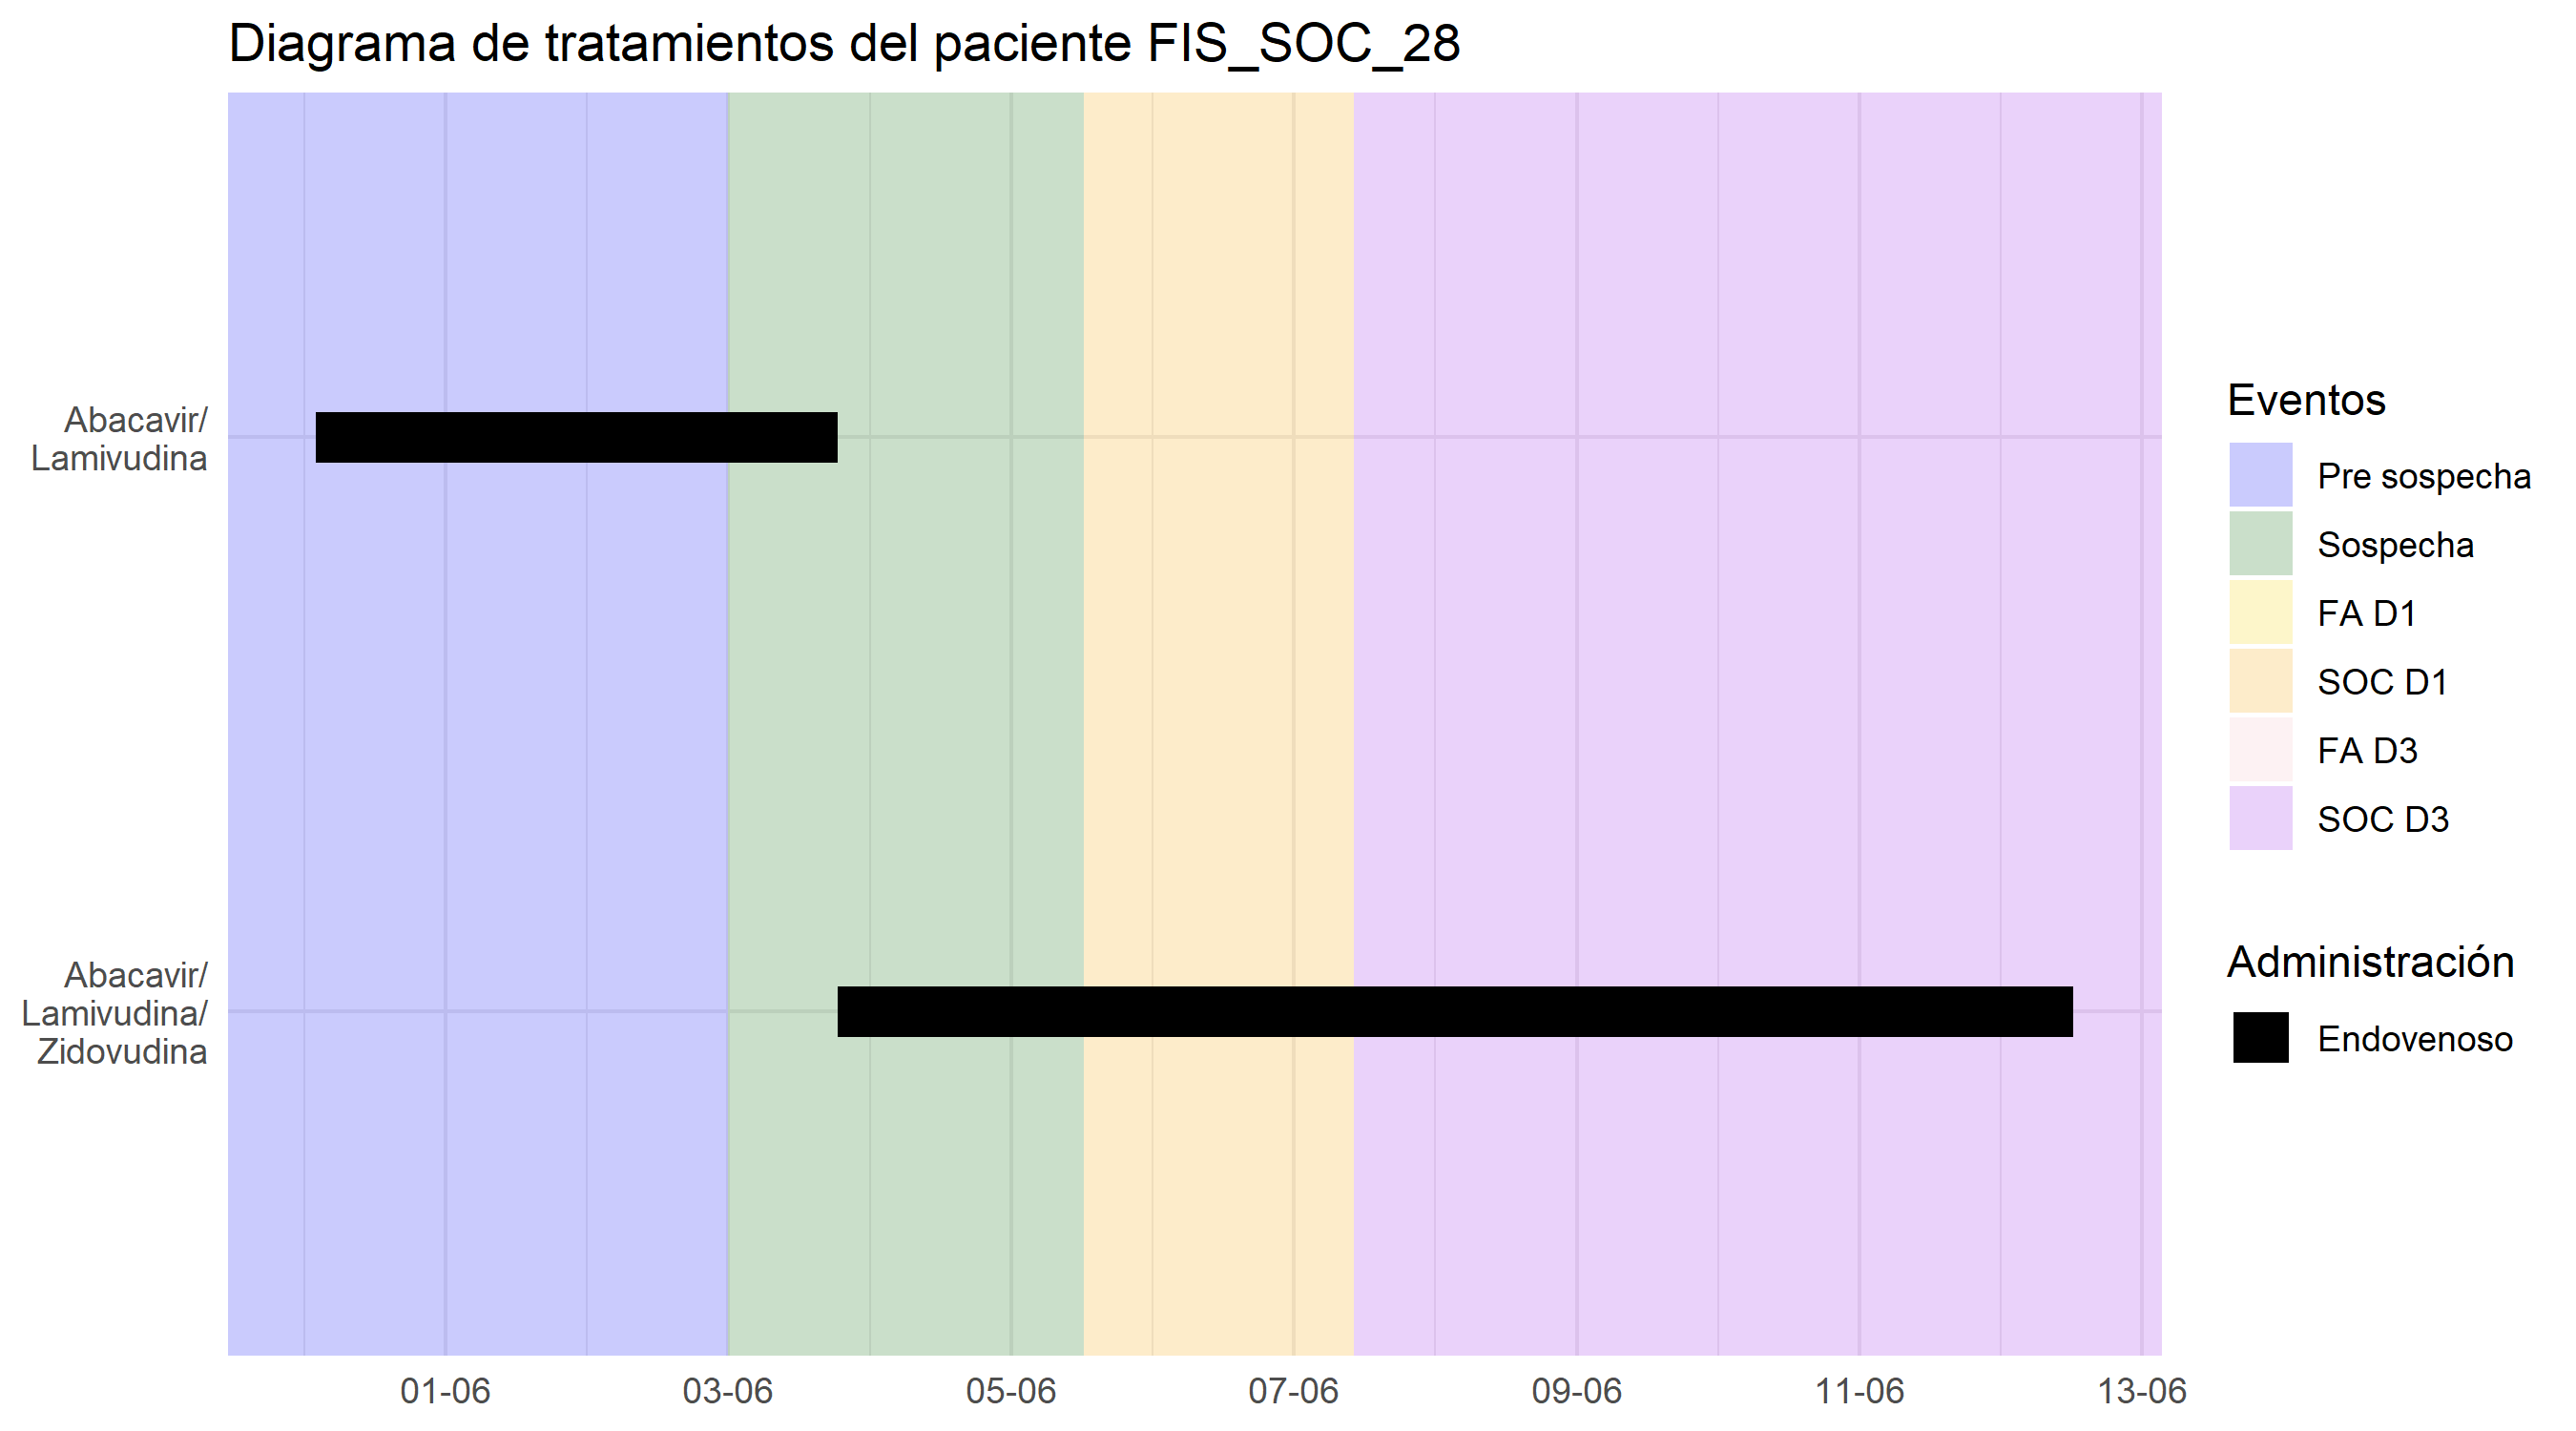 Diagrama de tratamientos del paciente FIS_SOC_28
Abacavir/
Lamivudina
Abacavir/
Lamivudina/
Zidovudina
01-06
03-06
05-06
07-06
09-06
11-06
13-06
Eventos
Pre sospecha
Sospecha
FA D1
SOC D1
FA D3
SOC D3
Administración
Endovenoso